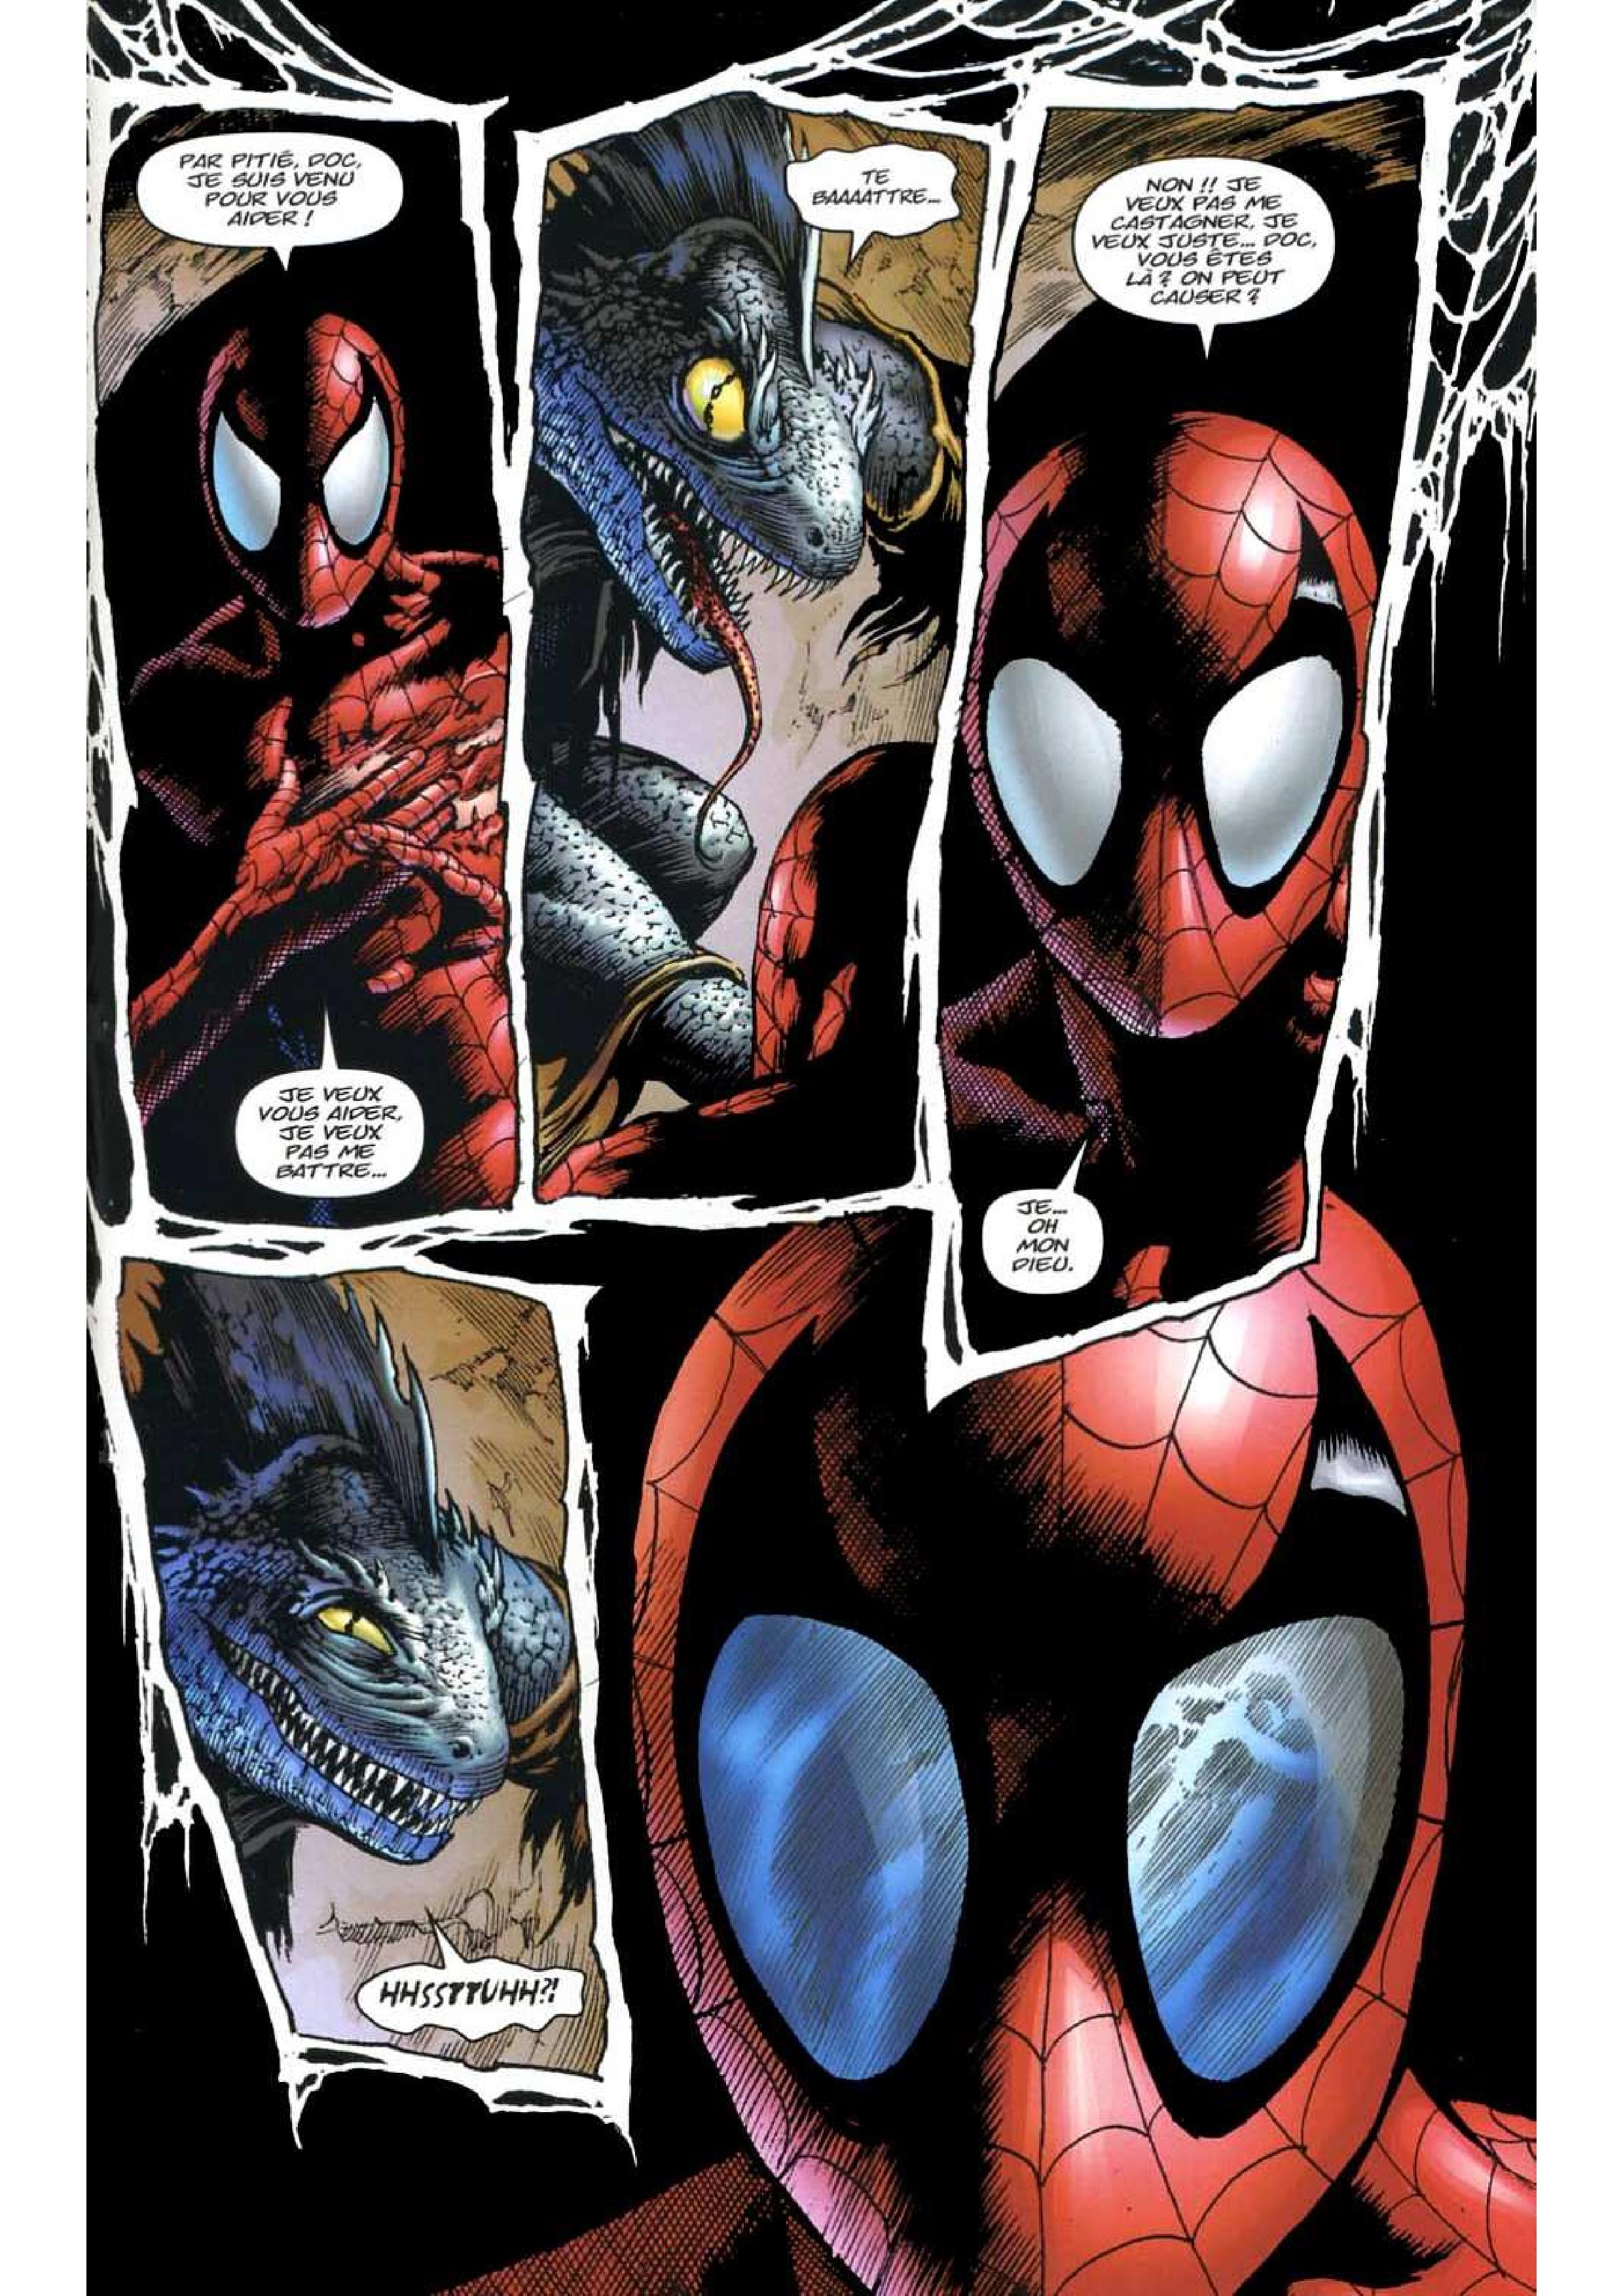 PAR PITIÉ, DOC,
JE SUIS VENU
POUR VOUS
AIDER !
JE VEUX
VOUS AIDER,
JE VEUX
PAS ME
BATTRE...
TE
BAAAATTRE...
NON !! JE
VEUX PAS ME
CASTAGNER, JE
VEUX JUSTE... DOC,
VOUS ÊTES
LÀ ? ON PEUT
CAUSER ?
JE...
OH
MON
DIEU.
HHSSTTUHH?!